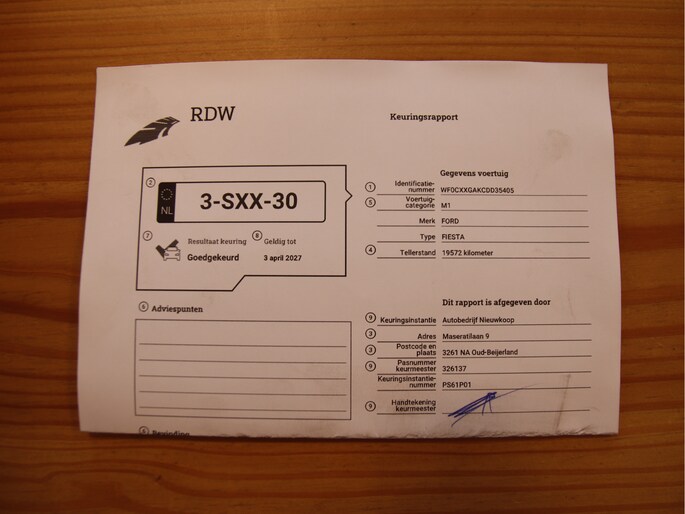 RDW
Keuringsrapport
2
NL
3-SXX-30
7 Resultaat keuring
Goedgekeurd
8 Geldig tot
3 april 2027
Gegevens voertuig
1 Identificatie-
nummer WF0CXXGAKCDD35405
5 Voertuig-
categorie M1
Merk FORD
Type FIESTA
4 Tellerstand 19572 kilometer
6 Adviespunten
Dit rapport is afgegeven door
9 Keuringsinstantie Autobedrijf Nieuwkoop
3 Adres Maseratilaan 9
3 Postcode en
plaats 3261 NA Oud-Beijerland
9 Pasnummer
keurmeester 326137
Keuringsinstantie-
nummer PS61P01
9 Handtekening
keurmeester